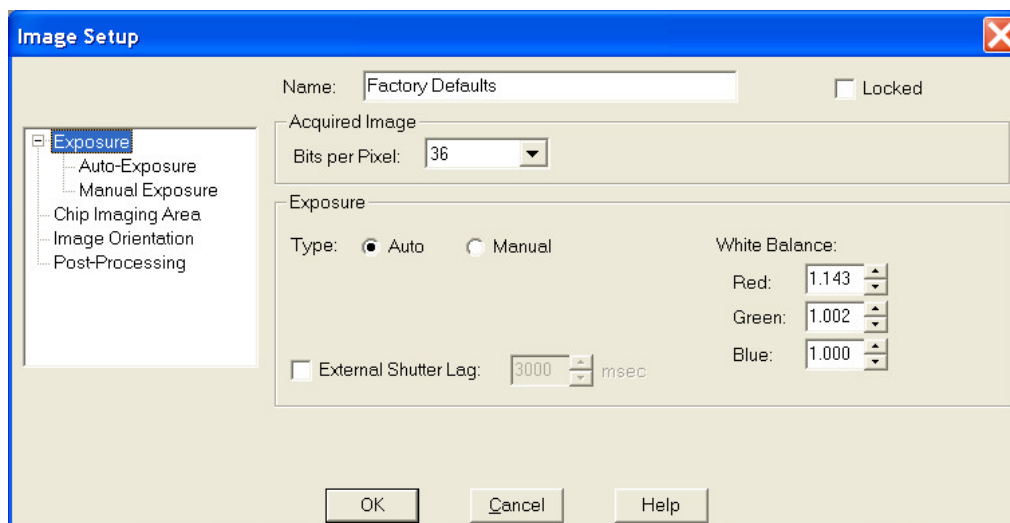 Image Setup
Name: Factory Defaults Locked
Exposure
Auto-Exposure
Manual Exposure
Chip Imaging Area
Image Orientation
Post-Processing
Acquired Image
Bits per Pixel: 36
Exposure
Type: Auto Manual
White Balance:
Red: 1.143
Green: 1.002
Blue: 1.000
External Shutter Lag: 3000 msec
OK Cancel Help